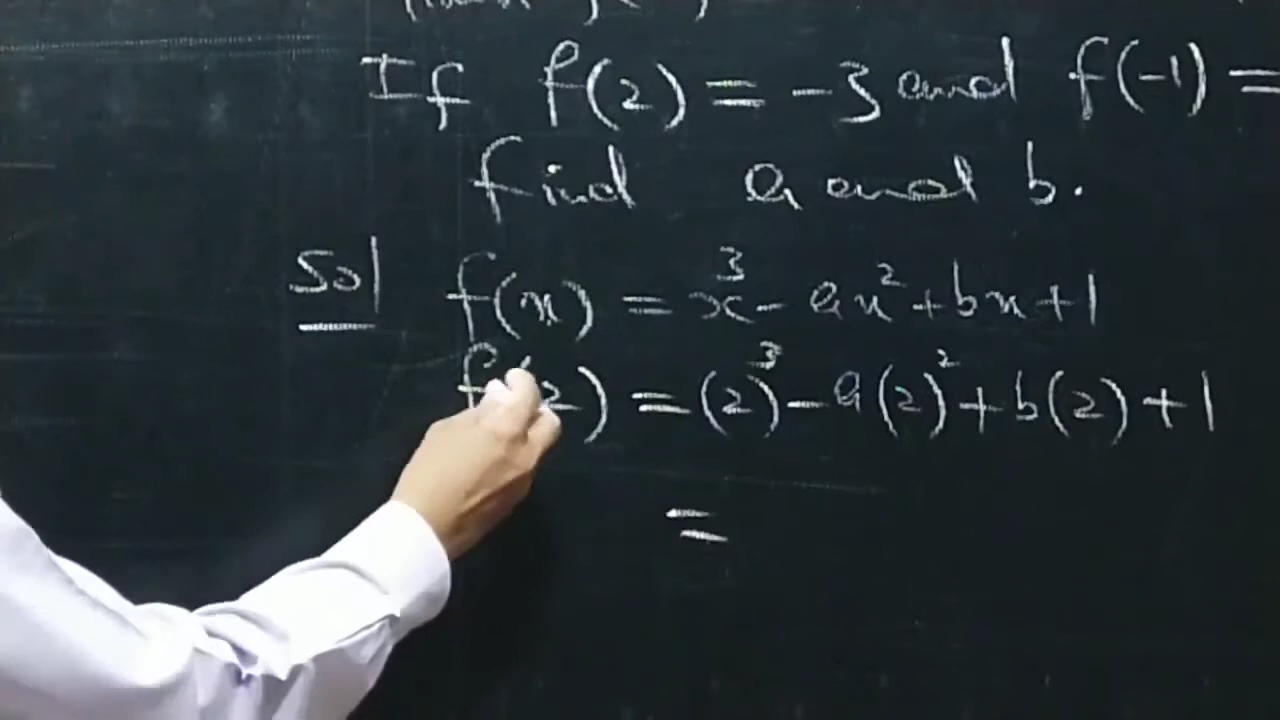 If f(2) = -3 and f(-1) =
find a and b.
Sol f(x) = x³ - ax² + bx + 1
f(2) = (2)³ - a(2)² + b(2) + 1
=